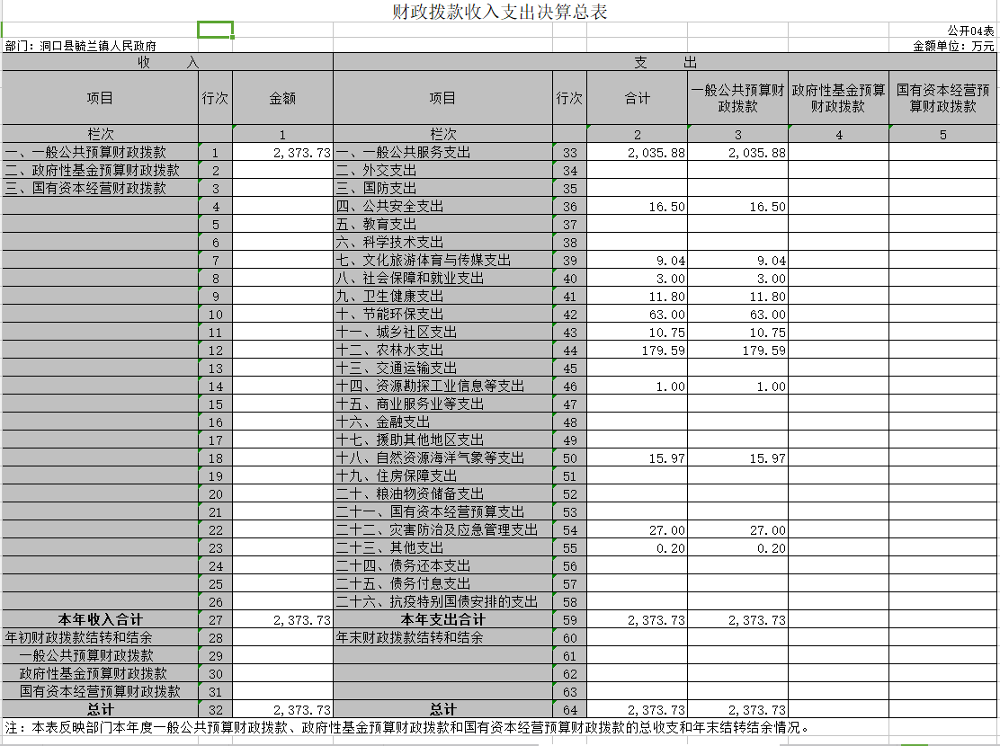 财政拨款收入支出决算总表
公开04表
部门：洞口县毓兰镇人民政府 金额单位：万元
收 入 支 出
项目 行次 金额 项目 行次 合计 一般公共预算财政拨款 政府性基金预算财政拨款 国有资本经营预算财政拨款
栏次 1 栏次 2 3 4 5
一、一般公共预算财政拨款 1 2,373.73 一、一般公共服务支出 33 2,035.88 2,035.88
二、政府性基金预算财政拨款 2 二、外交支出 34
三、国有资本经营财政拨款 3 三、国防支出 35
4 四、公共安全支出 36 16.50 16.50
5 五、教育支出 37
6 六、科学技术支出 38
7 七、文化旅游体育与传媒支出 39 9.04 9.04
8 八、社会保障和就业支出 40 3.00 3.00
9 九、卫生健康支出 41 11.80 11.80
10 十、节能环保支出 42 63.00 63.00
11 十一、城乡社区支出 43 10.75 10.75
12 十二、农林水支出 44 179.59 179.59
13 十三、交通运输支出 45
14 十四、资源勘探工业信息等支出 46 1.00 1.00
15 十五、商业服务业等支出 47
16 十六、金融支出 48
17 十七、援助其他地区支出 49
18 十八、自然资源海洋气象等支出 50 15.97 15.97
19 十九、住房保障支出 51
20 二十、粮油物资储备支出 52
21 二十一、国有资本经营预算支出 53
22 二十二、灾害防治及应急管理支出 54 27.00 27.00
23 二十三、其他支出 55 0.20 0.20
24 二十四、债务还本支出 56
25 二十五、债务付息支出 57
26 二十六、抗疫特别国债安排的支出 58
本年收入合计 27 2,373.73 本年支出合计 59 2,373.73 2,373.73
年初财政拨款结转和结余 28 年末财政拨款结转和结余 60
一般公共预算财政拨款 29 61
政府性基金预算财政拨款 30 62
国有资本经营预算财政拨款 31 63
总计 32 2,373.73 总计 64 2,373.73 2,373.73
注：本表反映部门本年度一般公共预算财政拨款、政府性基金预算财政拨款和国有资本经营预算财政拨款的总收支和年末结转结余情况。